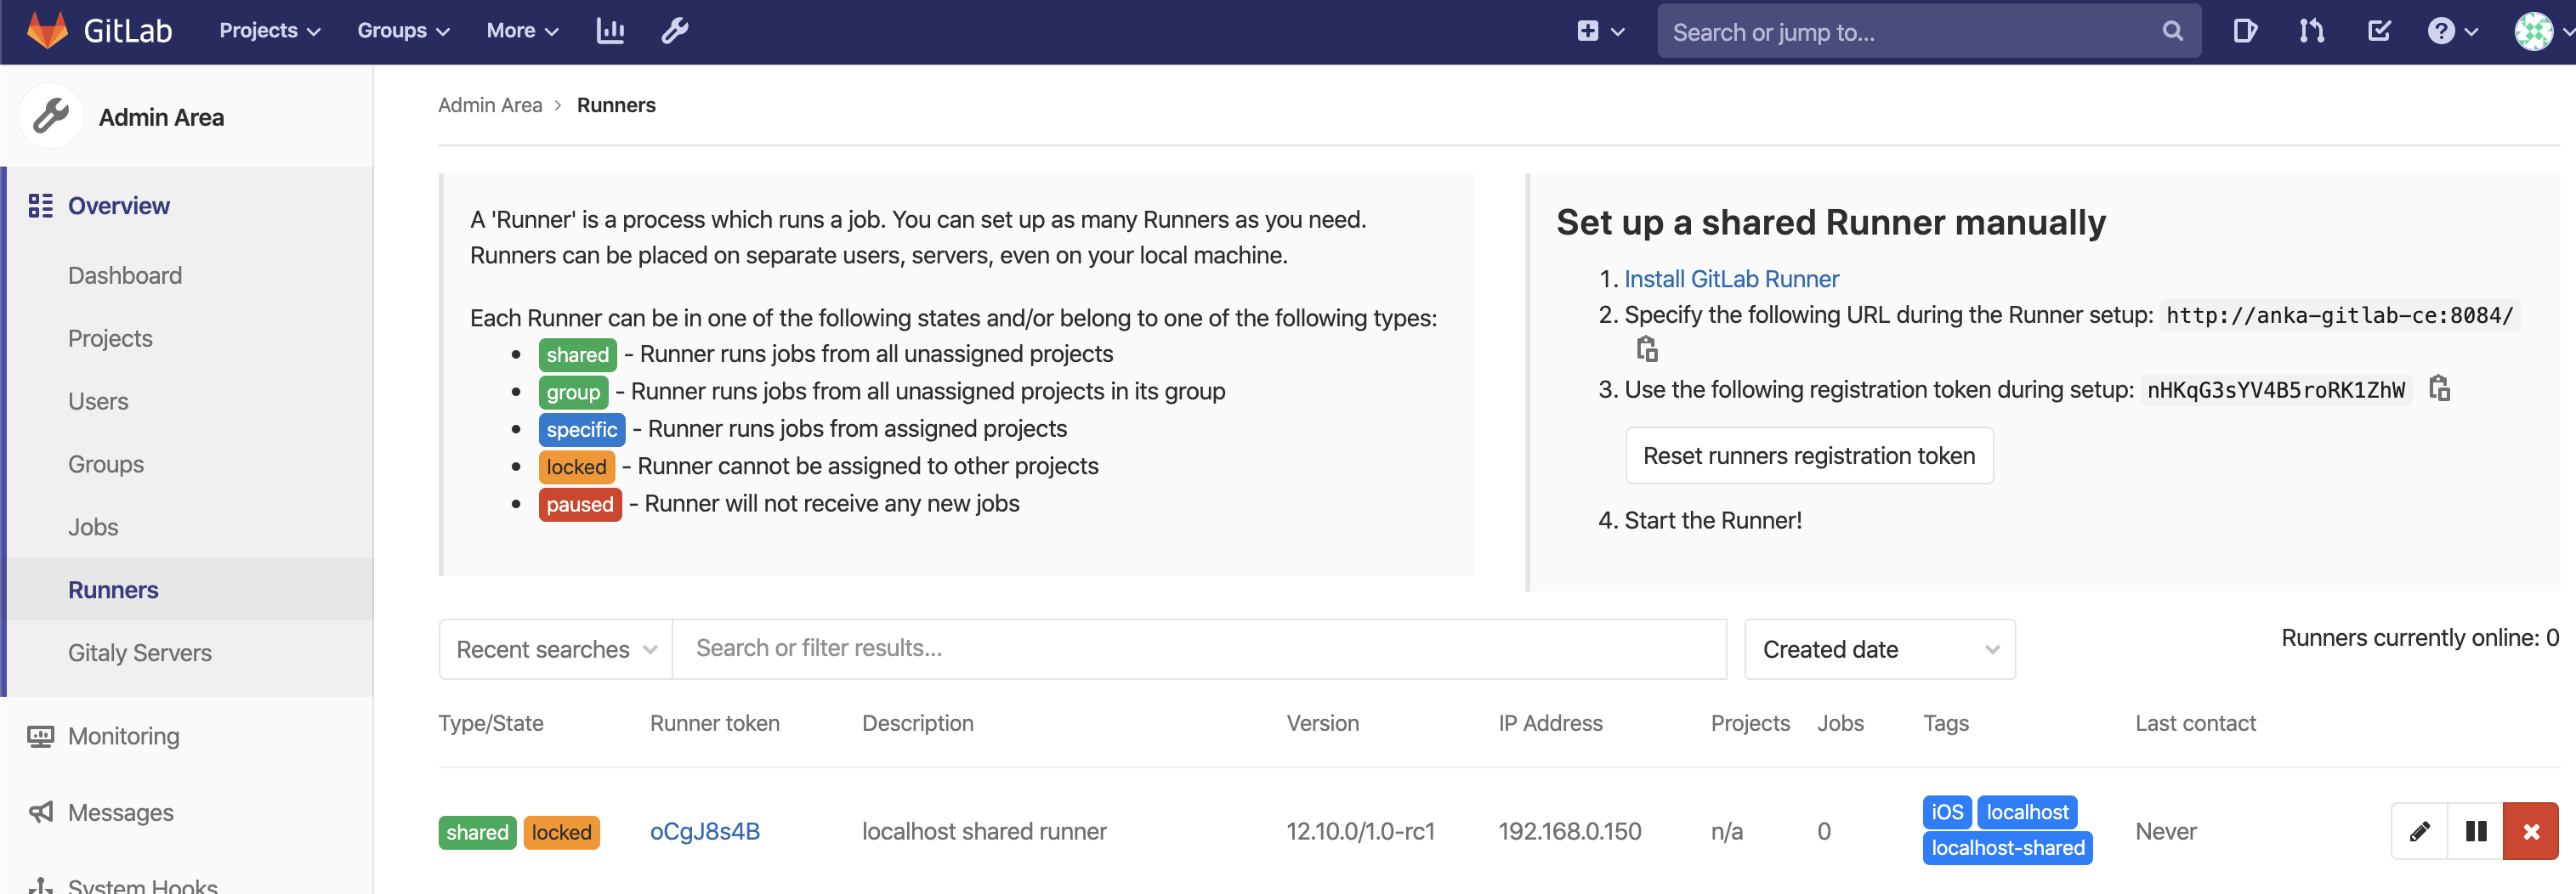 GitLab Projects Groups More Search or jump to...
Admin Area
Admin Area > Runners
Overview
Dashboard
Projects
Users
Groups
Jobs
Runners
Gitaly Servers
Monitoring
Messages
System Hooks
A 'Runner' is a process which runs a job. You can set up as many Runners as you need.
Runners can be placed on separate users, servers, even on your local machine.
Each Runner can be in one of the following states and/or belong to one of the following types:
• shared - Runner runs jobs from all unassigned projects
• group - Runner runs jobs from all unassigned projects in its group
• specific - Runner runs jobs from assigned projects
• locked - Runner cannot be assigned to other projects
• paused - Runner will not receive any new jobs
Set up a shared Runner manually
1. Install GitLab Runner
2. Specify the following URL during the Runner setup: http://anka-gitlab-ce:8084/
3. Use the following registration token during setup: nHKqG3sYV4B5roRK1ZhW
Reset runners registration token
4. Start the Runner!
Recent searches Search or filter results... Created date Runners currently online: 0
Type/State Runner token Description Version IP Address Projects Jobs Tags Last contact
shared locked oCgJ8s4B localhost shared runner 12.10.0/1.0-rc1 192.168.0.150 n/a 0 iOS localhost Never
localhost-shared